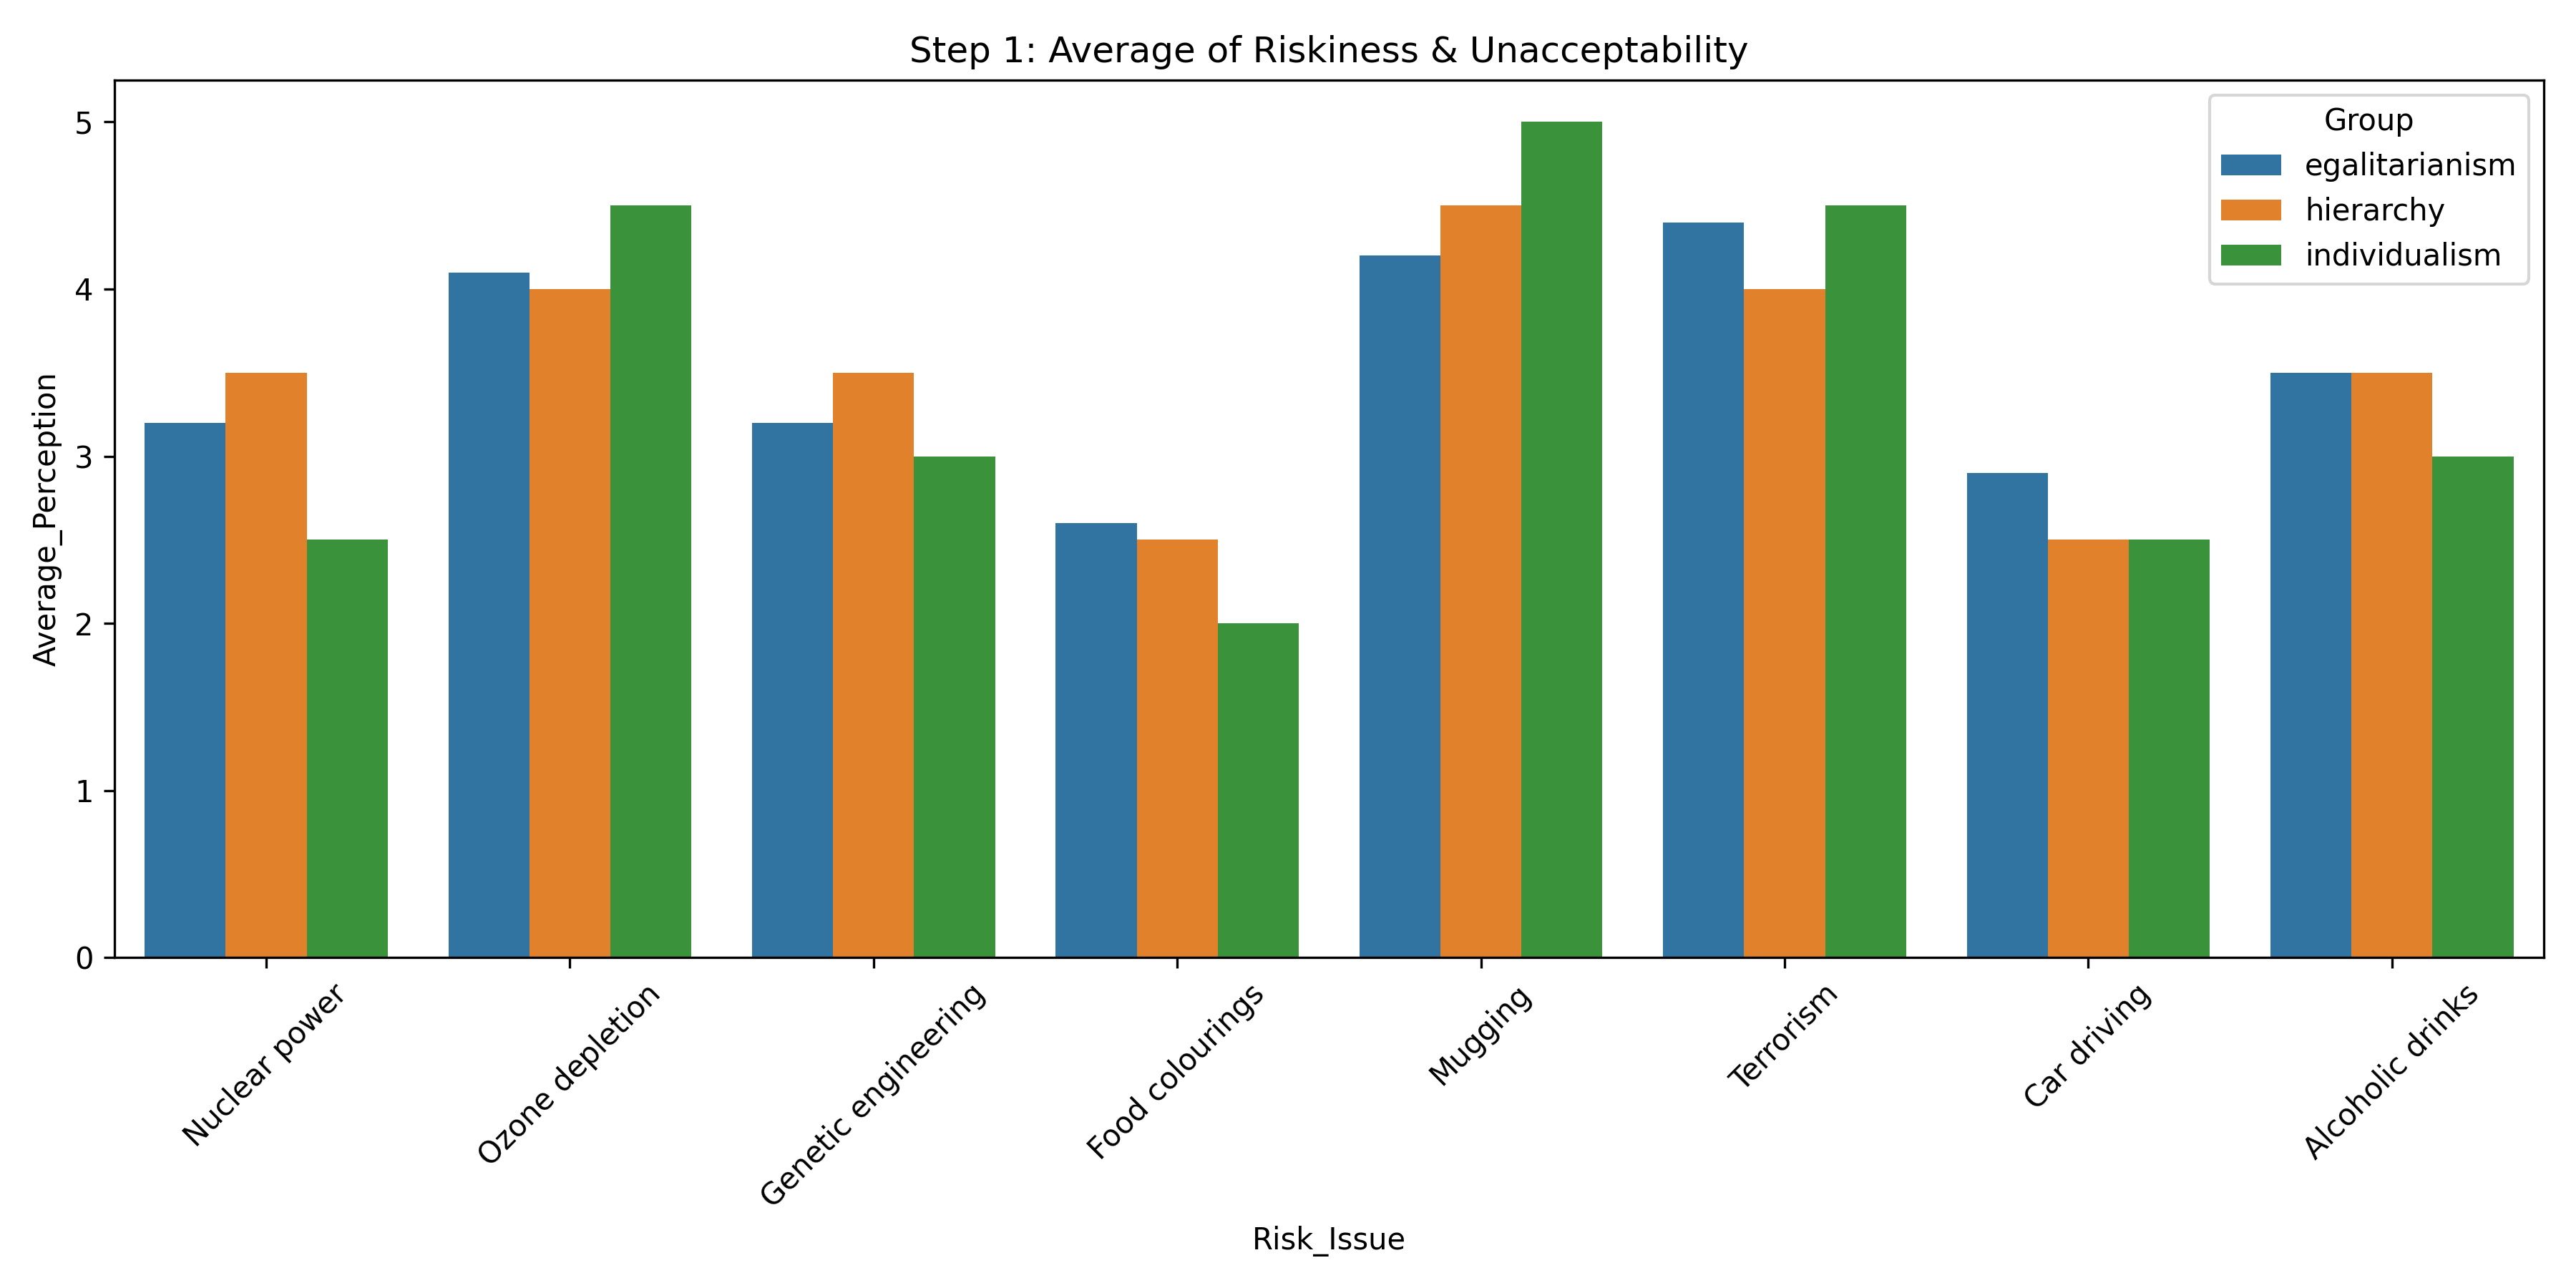 Step 1: Average of Riskiness & Unacceptability
Group
egalitarianism
hierarchy
individualism
Average_Perception
5
4
3
2
1
0
Nuclear power
Ozone depletion
Genetic engineering
Food colourings
Mugging
Terrorism
Car driving
Alcoholic drinks
Risk_Issue